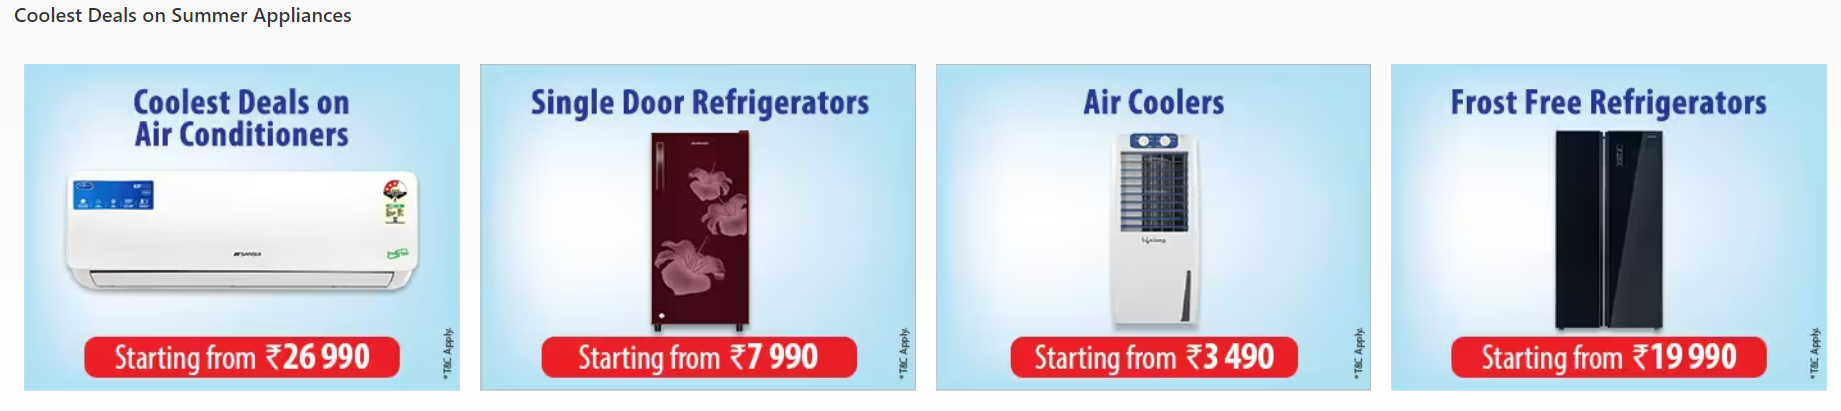 Coolest Deals on Summer Appliances
Coolest Deals on
Air Conditioners
SANSUI
Starting from ₹26 990
*T&C Apply.
Single Door Refrigerators
Starting from ₹7 990
*T&C Apply.
Air Coolers
Lifelong
Starting from ₹3 490
*T&C Apply.
Frost Free Refrigerators
Starting from ₹19 990
*T&C Apply.